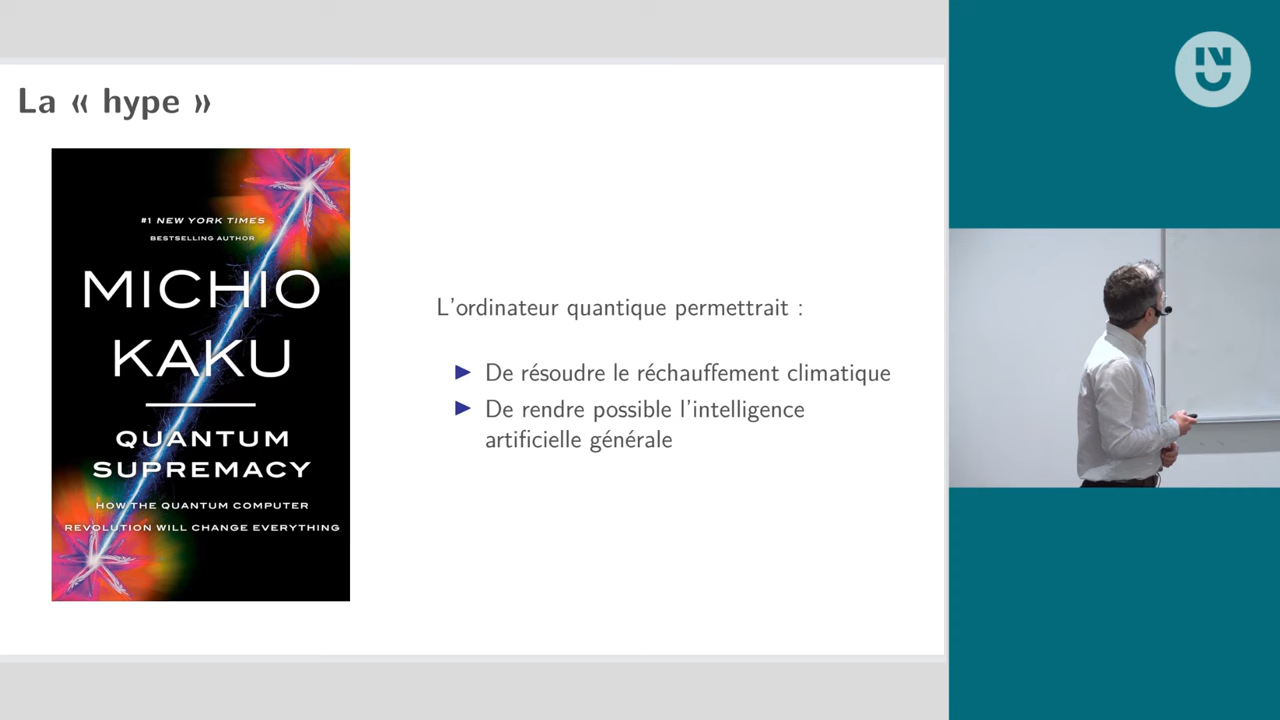 La « hype »
#1 NEW YORK TIMES
BESTSELLING AUTHOR
MICHIO
KAKU
QUANTUM
SUPREMACY
HOW THE QUANTUM COMPUTER
REVOLUTION WILL CHANGE EVERYTHING
L'ordinateur quantique permettrait :
▶ De résoudre le réchauffement climatique
▶ De rendre possible l'intelligence
artificielle générale
IN
U